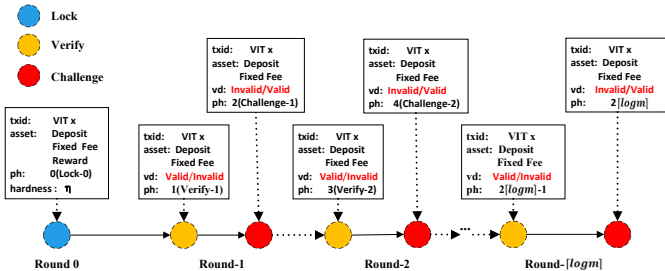 Lock
Verify
Challenge
txid: VIT x
asset: Deposit
Fixed Fee
Reward
ph: 0(Lock-0)
hardness : η
txid: VIT x
asset: Deposit
Fixed Fee
vd: Valid/Invalid
ph: 1(Verify-1)
txid: VIT x
asset: Deposit
Fixed Fee
vd: Invalid/Valid
ph: 2(Challenge-1)
txid: VIT x
asset: Deposit
Fixed Fee
vd: Valid/Invalid
ph: 3(Verify-2)
txid: VIT x
asset: Deposit
Fixed Fee
vd: Invalid/Valid
ph: 4(Challenge-2)
...
txid: VIT x
asset: Deposit
Fixed Fee
vd: Valid/Invalid
ph: 2⌈logm⌉-1
txid: VIT x
asset: Deposit
Fixed Fee
vd: Invalid/Valid
ph: 2⌈logm⌉
Round 0
Round-1
Round-2
Round-⌈logm⌉